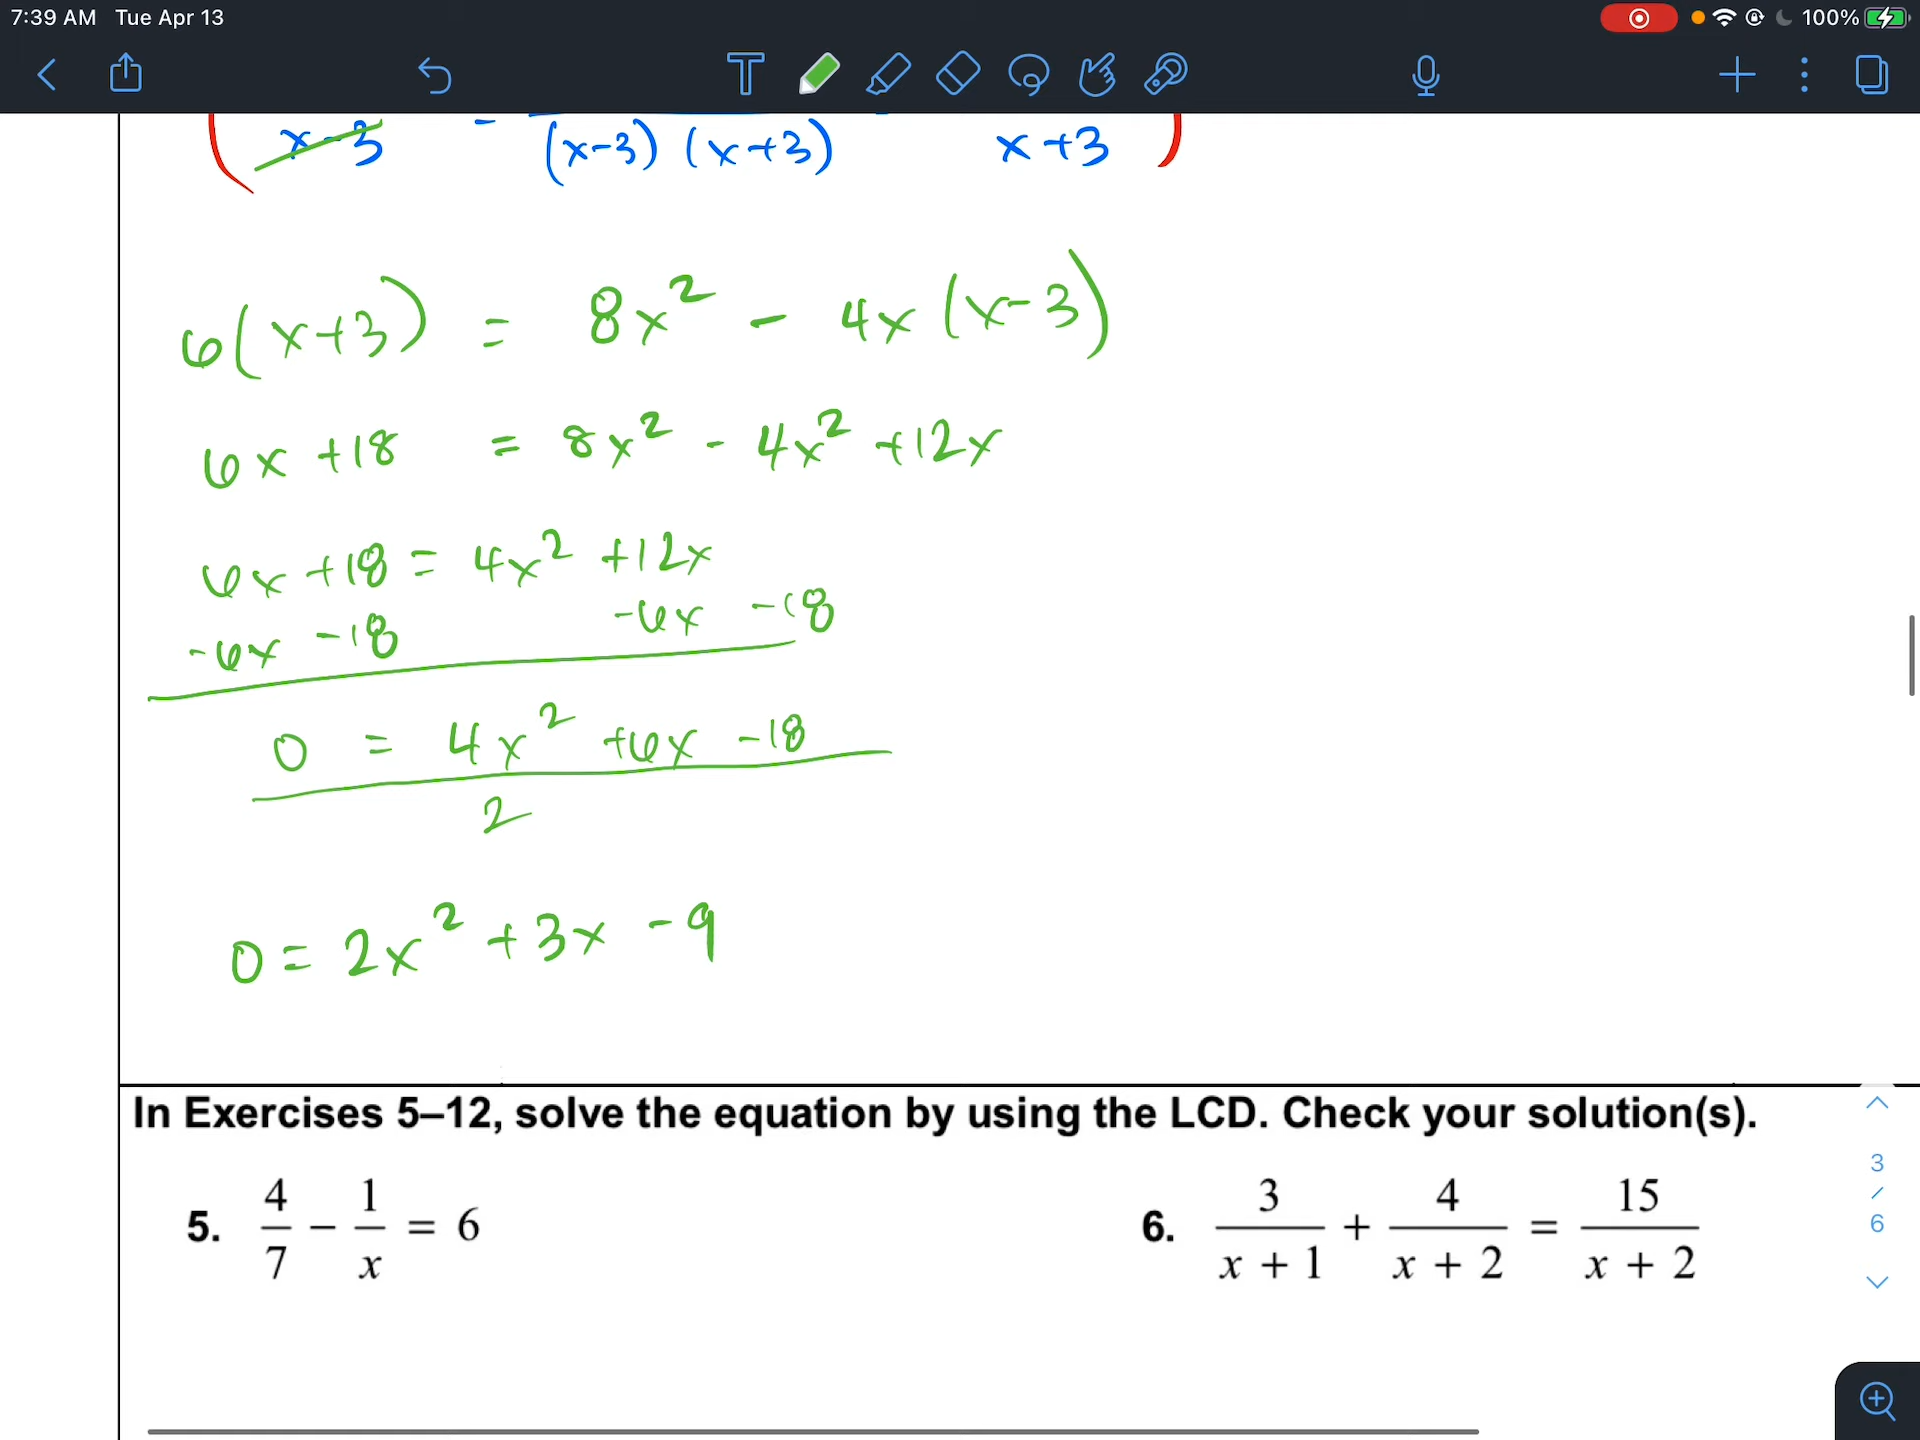 7:39 AM Tue Apr 13 100%
x-3 - (x-3) (x+3) x+3
6(x+3) = 8x² - 4x(x-3)
6x +18 = 8x² - 4x² +12x
6x +18 = 4x² +12x
-6x -18 -6x -18
0 = 4x² +6x -18
2
0 = 2x² +3x -9
In Exercises 5–12, solve the equation by using the LCD. Check your solution(s).
5. 4/7 − 1/x = 6
6. 3/(x + 1) + 4/(x + 2) = 15/(x + 2)
3 / 6